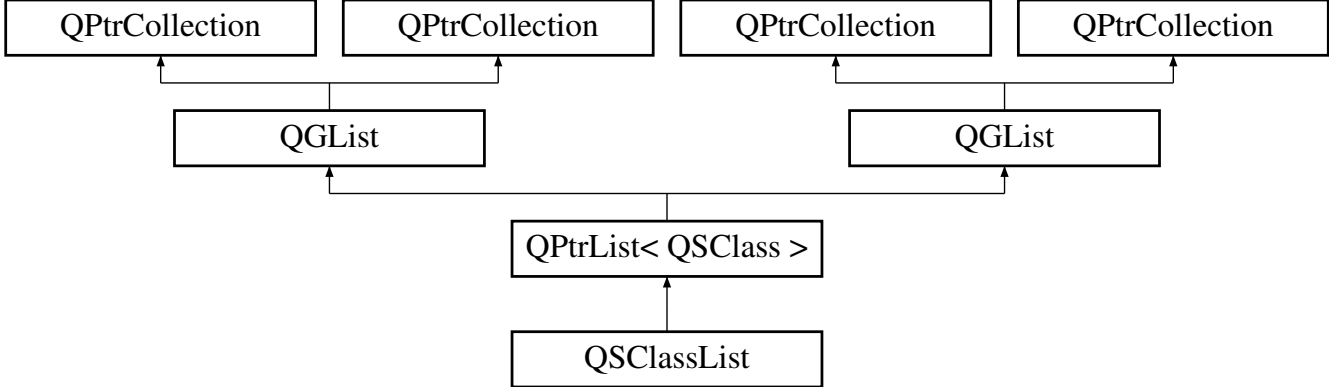 QPtrCollection
QPtrCollection
QPtrCollection
QPtrCollection
QGList
QGList
QPtrList< QSClass >
QSClassList